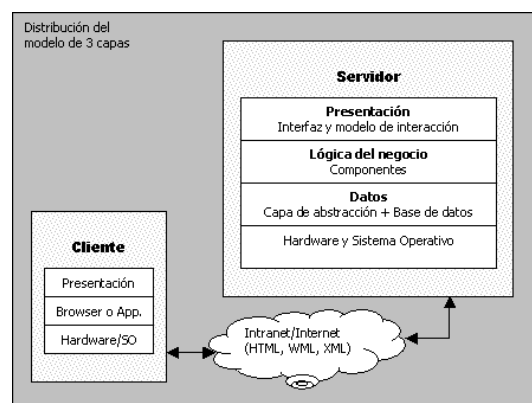 Distribución del
modelo de 3 capas
Servidor
Presentación
Interfaz y modelo de interacción
Lógica del negocio
Componentes
Datos
Capa de abstracción + Base de datos
Hardware y Sistema Operativo
Cliente
Presentación
Browser o App.
Hardware/SO
Intranet/Internet
(HTML, WML, XML)